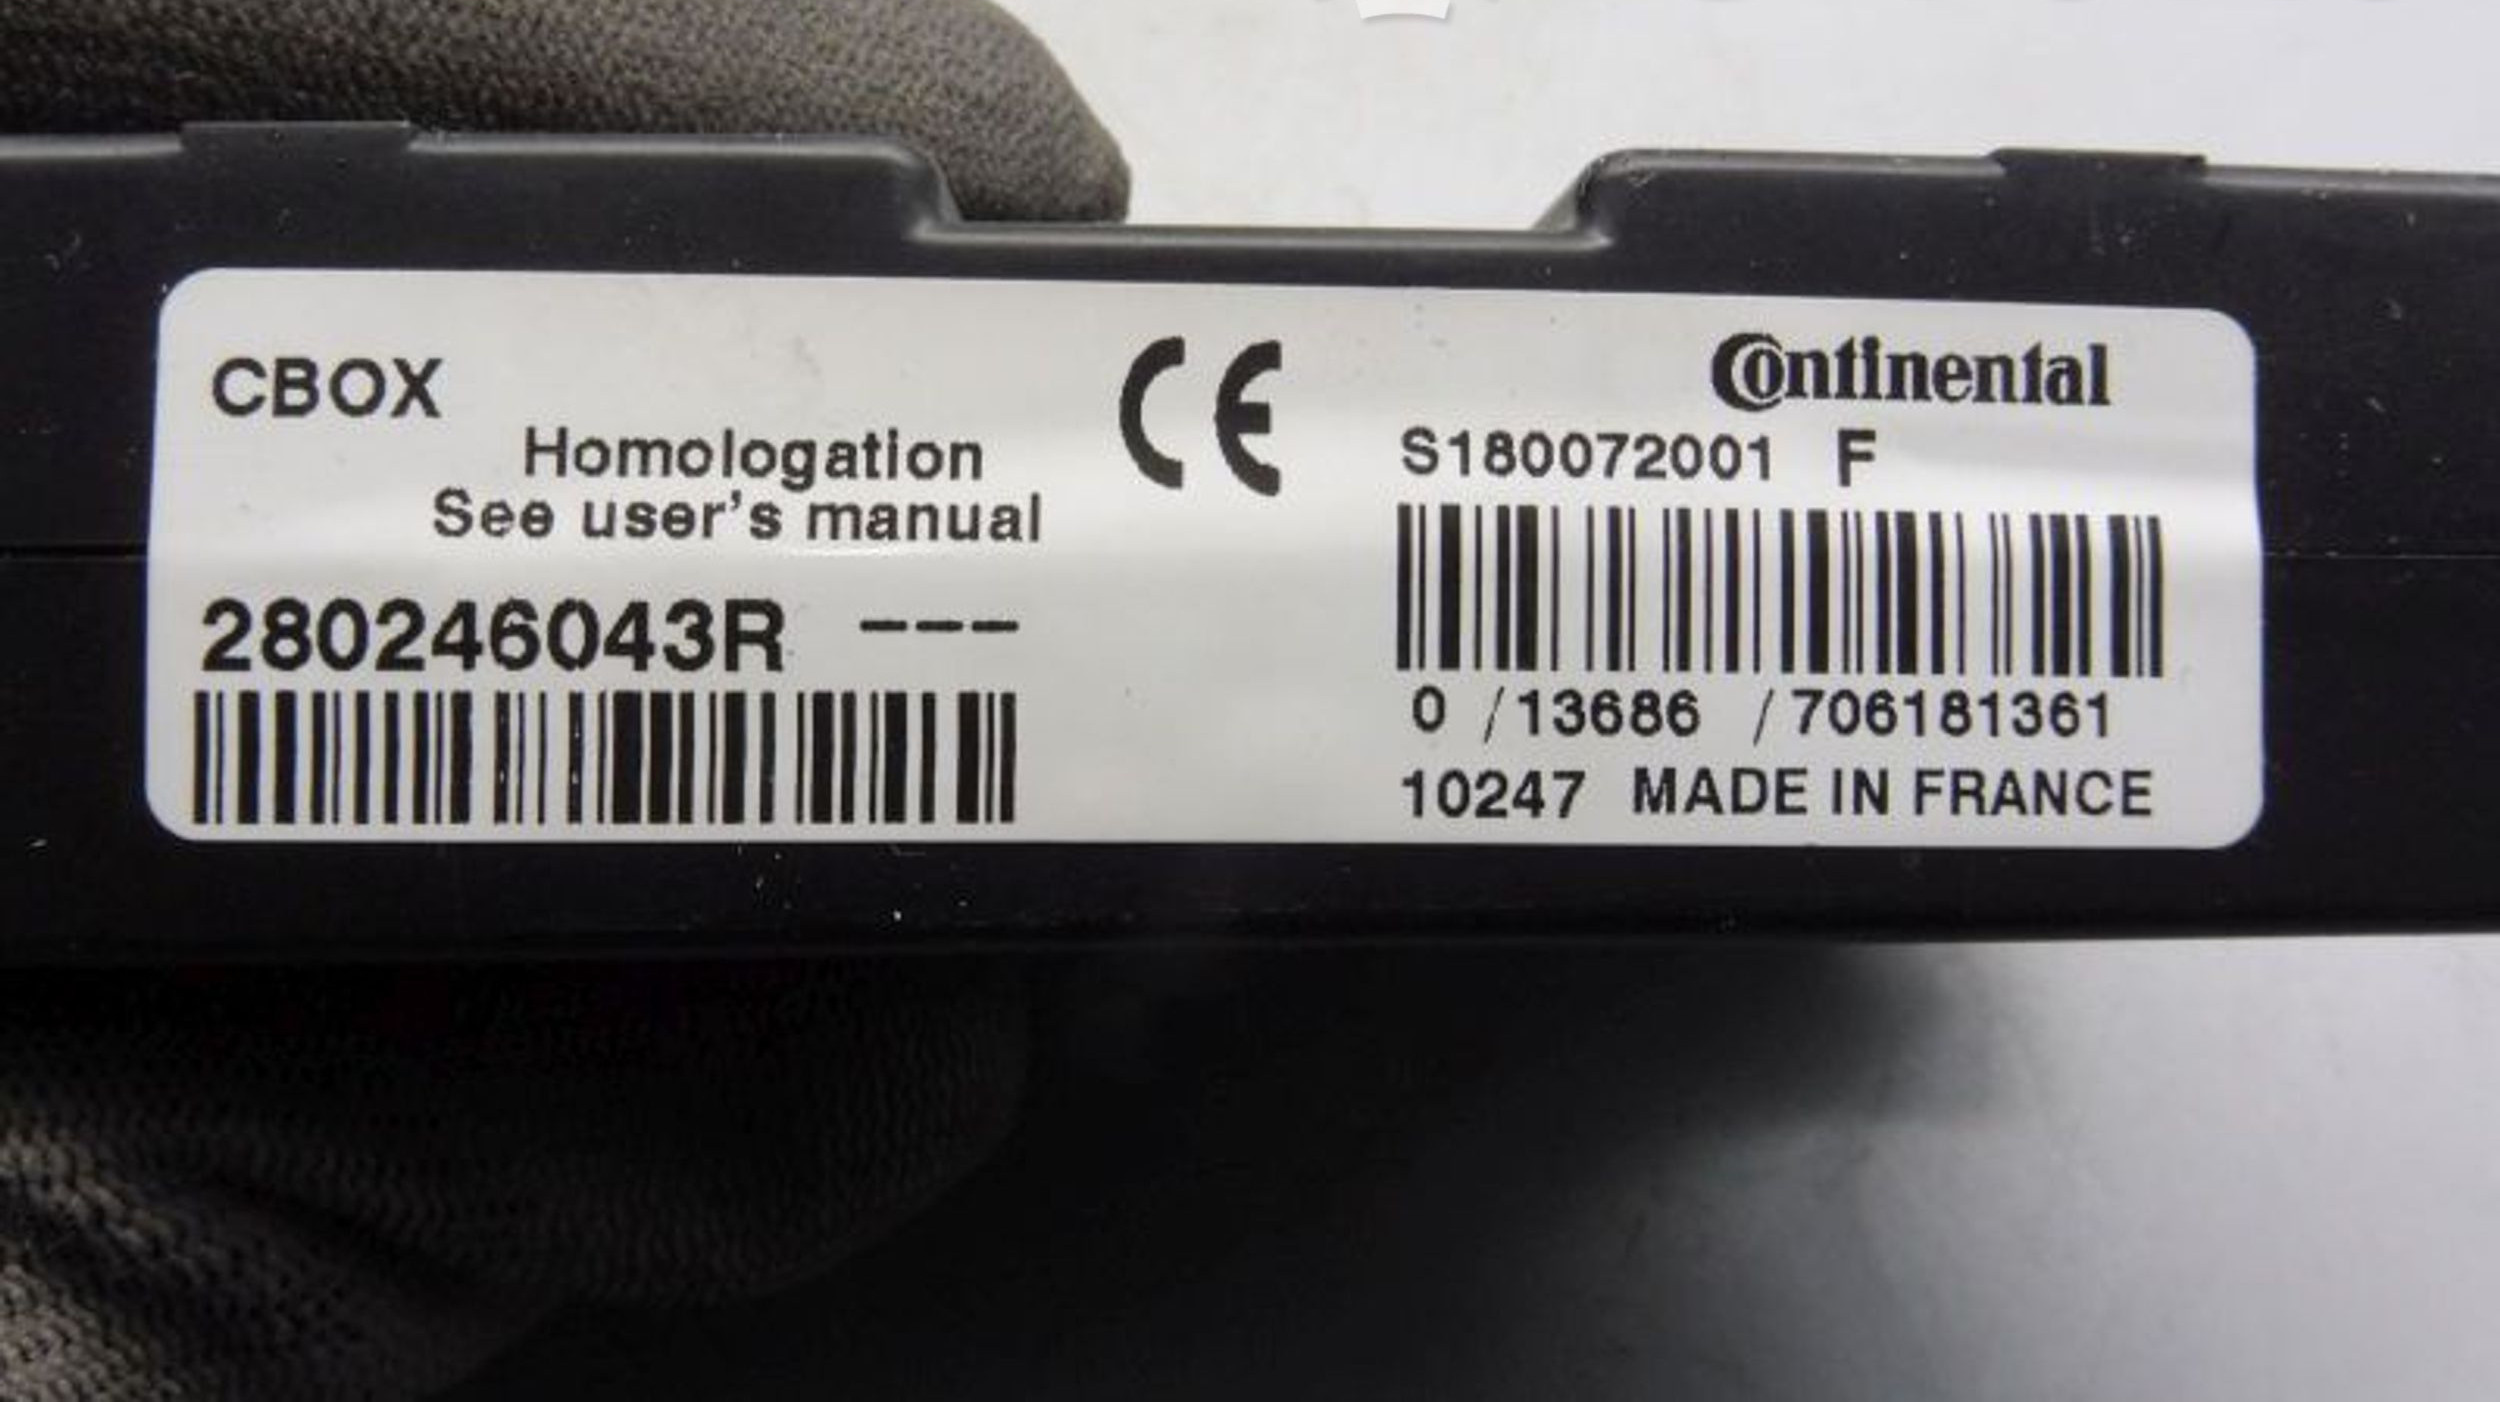 CBOX
Homologation
See user's manual
280246043R ---
CE
Continental
S180072001 F
0 /13686 /706181361
10247 MADE IN FRANCE